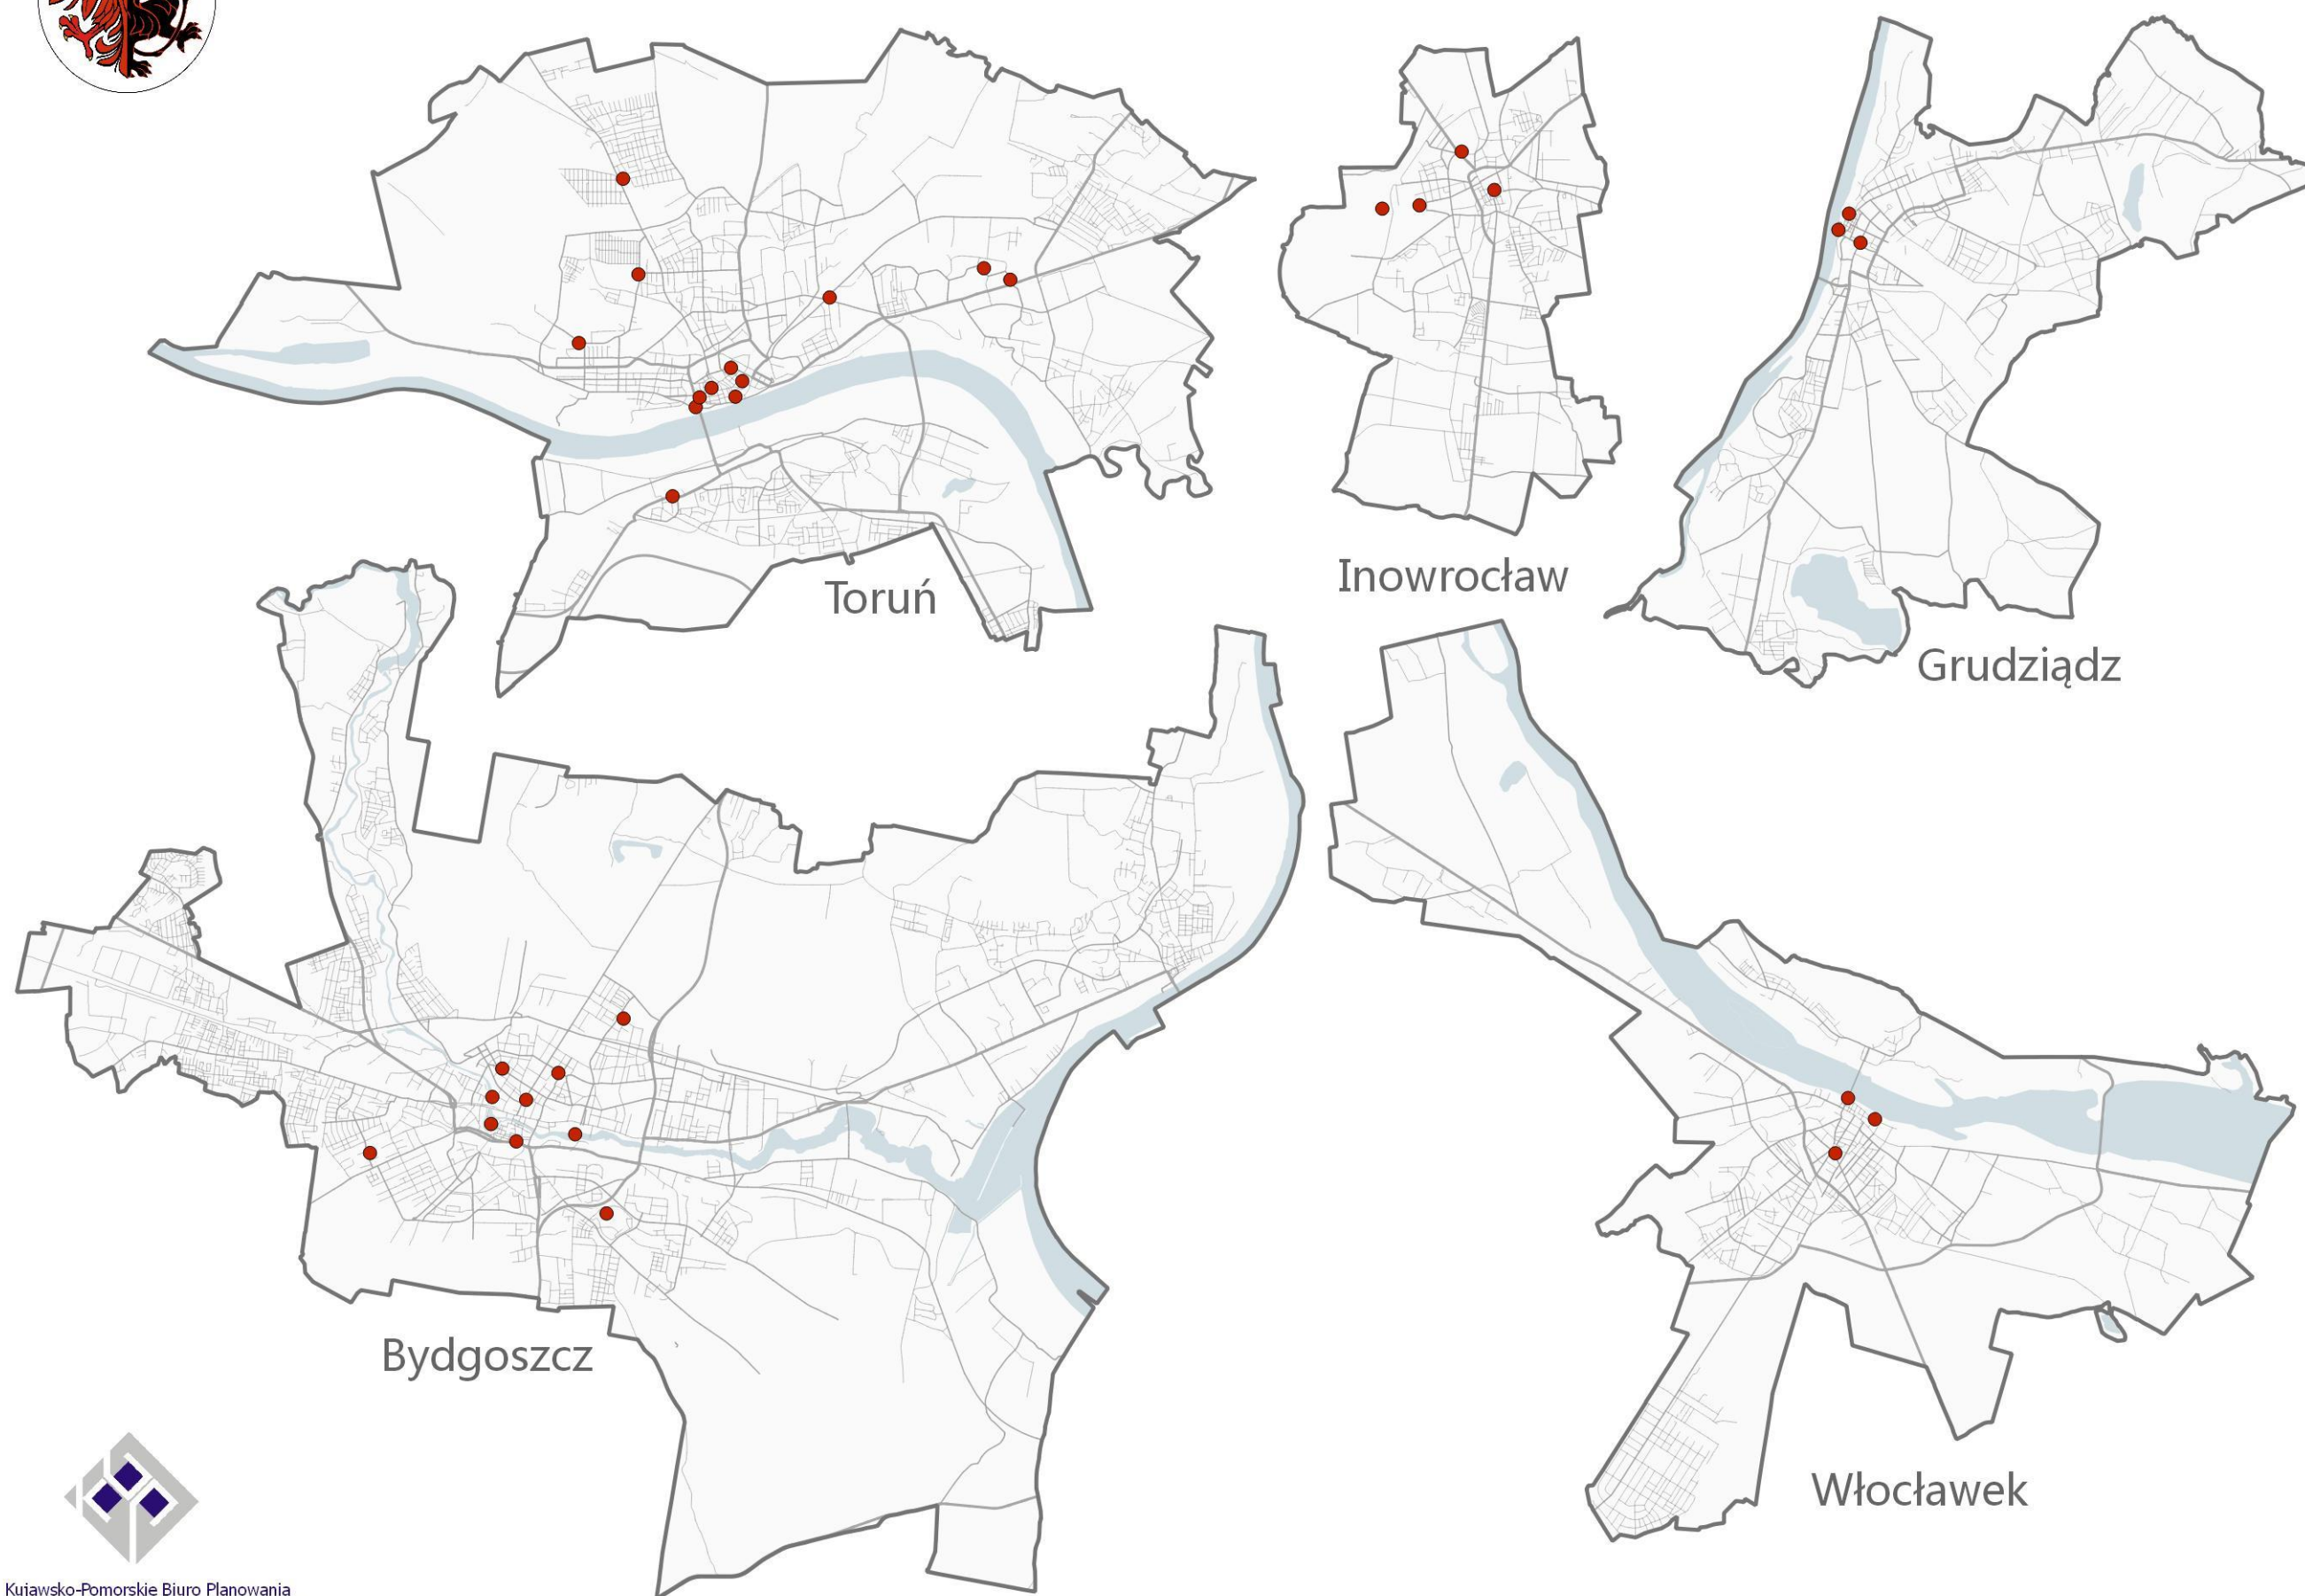 Toruń
Inowrocław
Grudziądz
Bydgoszcz
Włocławek
Kujawsko-Pomorskie Biuro Planowania